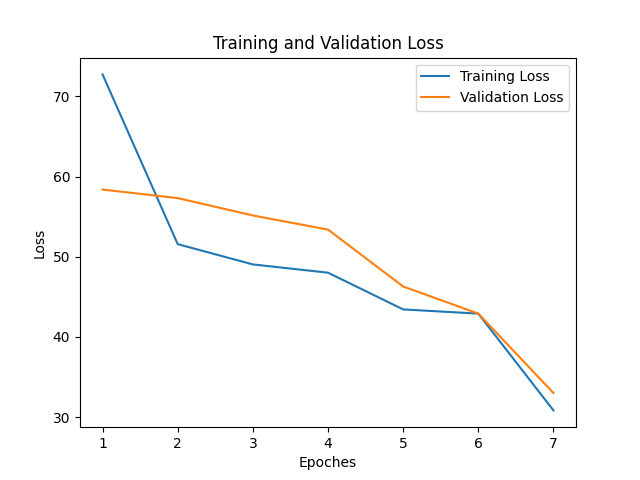 Training and Validation Loss
Training Loss
Validation Loss
70
60
50
40
30
Loss
1 2 3 4 5 6 7
Epoches